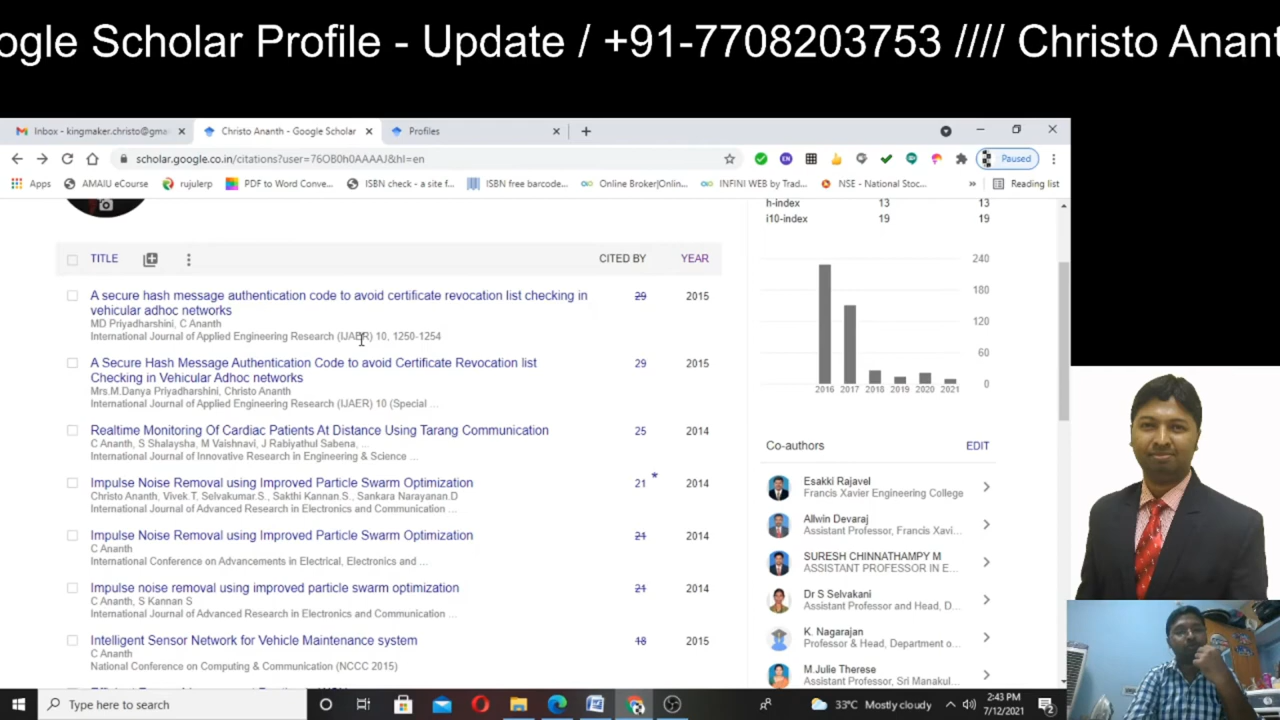 ogle Scholar Profile - Update / +91-7708203753 //// Christo Anant
Inbox - kingmaker.christo@gma
Christo Ananth - Google Scholar
Profiles
scholar.google.co.in/citations?user=76OB0h0AAAAJ&hl=en
Paused
Apps
AMAIU eCourse
rujulerp
PDF to Word Conve...
ISBN check - a site f...
ISBN free barcode...
Online Broker|Onlin...
INFINI WEB by Trad...
NSE - National Stoc...
»
Reading list
h-index 13 13
i10-index 19 19
TITLE
CITED BY
YEAR
A secure hash message authentication code to avoid certificate revocation list checking in
vehicular adhoc networks
MD Priyadharshini, C Ananth
International Journal of Applied Engineering Research (IJAER) 10, 1250-1254
29
2015
A Secure Hash Message Authentication Code to avoid Certificate Revocation list
Checking in Vehicular Adhoc networks
Mrs.M.Danya Priyadharshini, Christo Ananth
International Journal of Applied Engineering Research (IJAER) 10 (Special ...
29
2015
Realtime Monitoring Of Cardiac Patients At Distance Using Tarang Communication
C Ananth, S Shalaysha, M Vaishnavi, J Rabiyathul Sabena, ...
International Journal of Innovative Research in Engineering & Science ...
25
2014
Impulse Noise Removal using Improved Particle Swarm Optimization
Christo Ananth, Vivek.T, Selvakumar.S., Sakthi Kannan.S., Sankara Narayanan.D
International Journal of Advanced Research in Electronics and Communication ...
21 *
2014
Impulse Noise Removal using Improved Particle Swarm Optimization
C Ananth
International Conference on Advancements in Electrical, Electronics and ...
21
2014
Impulse noise removal using improved particle swarm optimization
C Ananth, S Kannan S
International Journal of Advanced Research in Electronics and Communication ...
21
2014
Intelligent Sensor Network for Vehicle Maintenance system
C Ananth
National Conference on Computing & Communication (NCCC 2015)
18
2015
240
180
120
60
0
2016 2017 2018 2019 2020 2021
Co-authors
EDIT
Esakki Rajavel
Francis Xavier Engineering College
Allwin Devaraj
Assistant Professor, Francis Xavi...
SURESH CHINNATHAMPY M
ASSISTANT PROFESSOR IN E...
Dr S Selvakani
Assistant Professor and Head, D...
K. Nagarajan
Professor & Head, Department o...
M.Julie Therese
Assistant Professor, Sri Manakul...
Type here to search
33°C Mostly cloudy
2:43 PM
7/12/2021
2